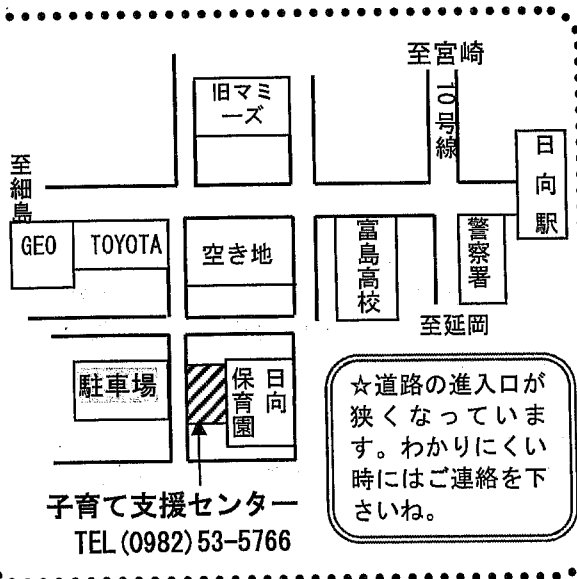 至宮崎
旧マミ
ーズ
10号線
日向駅
至細島
GEO
TOYOTA
空き地
富島高校
警察署
至延岡
駐車場
保育園
日向
☆道路の進入口が
狭くなっていま
す。わかりにくい
時にはご連絡を下
さいね。
子育て支援センター
TEL(0982)53-5766